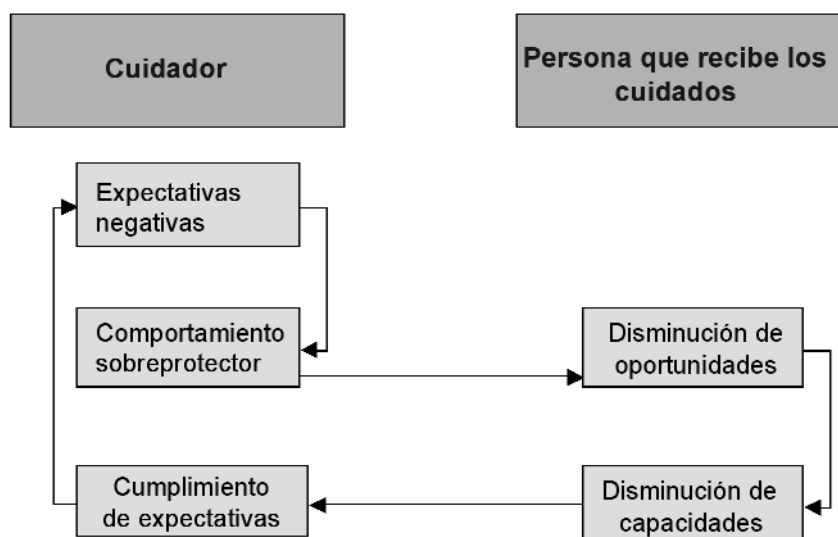 Cuidador
Persona que recibe los
cuidados
Expectativas
negativas
Comportamiento
sobreprotector
Disminución de
oportunidades
Cumplimiento
de expectativas
Disminución de
capacidades